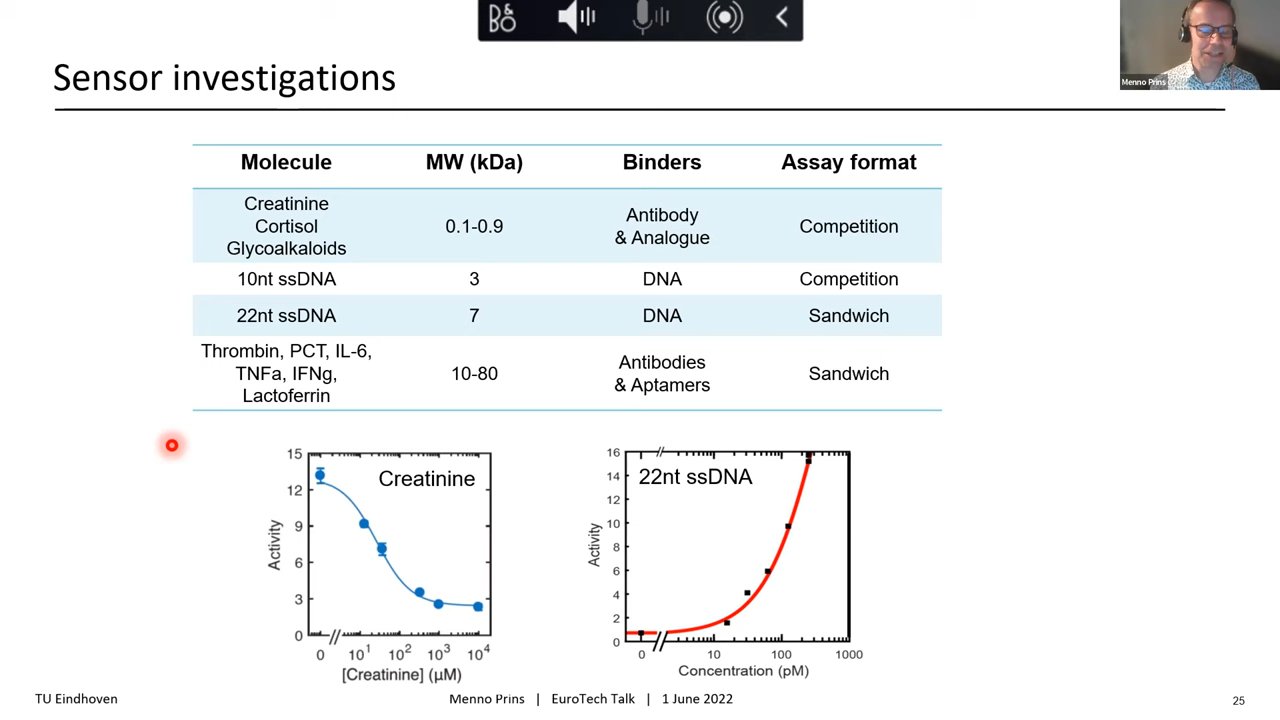 B&O
Menno Prins
Sensor investigations
Molecule MW (kDa) Binders Assay format
Creatinine
Cortisol
Glycoalkaloids
0.1-0.9
Antibody
& Analogue
Competition
10nt ssDNA 3 DNA Competition
22nt ssDNA 7 DNA Sandwich
Thrombin, PCT, IL-6,
TNFa, IFNg,
Lactoferrin
10-80
Antibodies
& Aptamers
Sandwich
Creatinine
Activity
15
12
9
6
3
0
0 10¹ 10² 10³ 10⁴
[Creatinine] (μM)
22nt ssDNA
Activity
16
14
12
10
8
6
4
2
0
0 10 100 1000
Concentration (pM)
TU Eindhoven
Menno Prins | EuroTech Talk | 1 June 2022
25